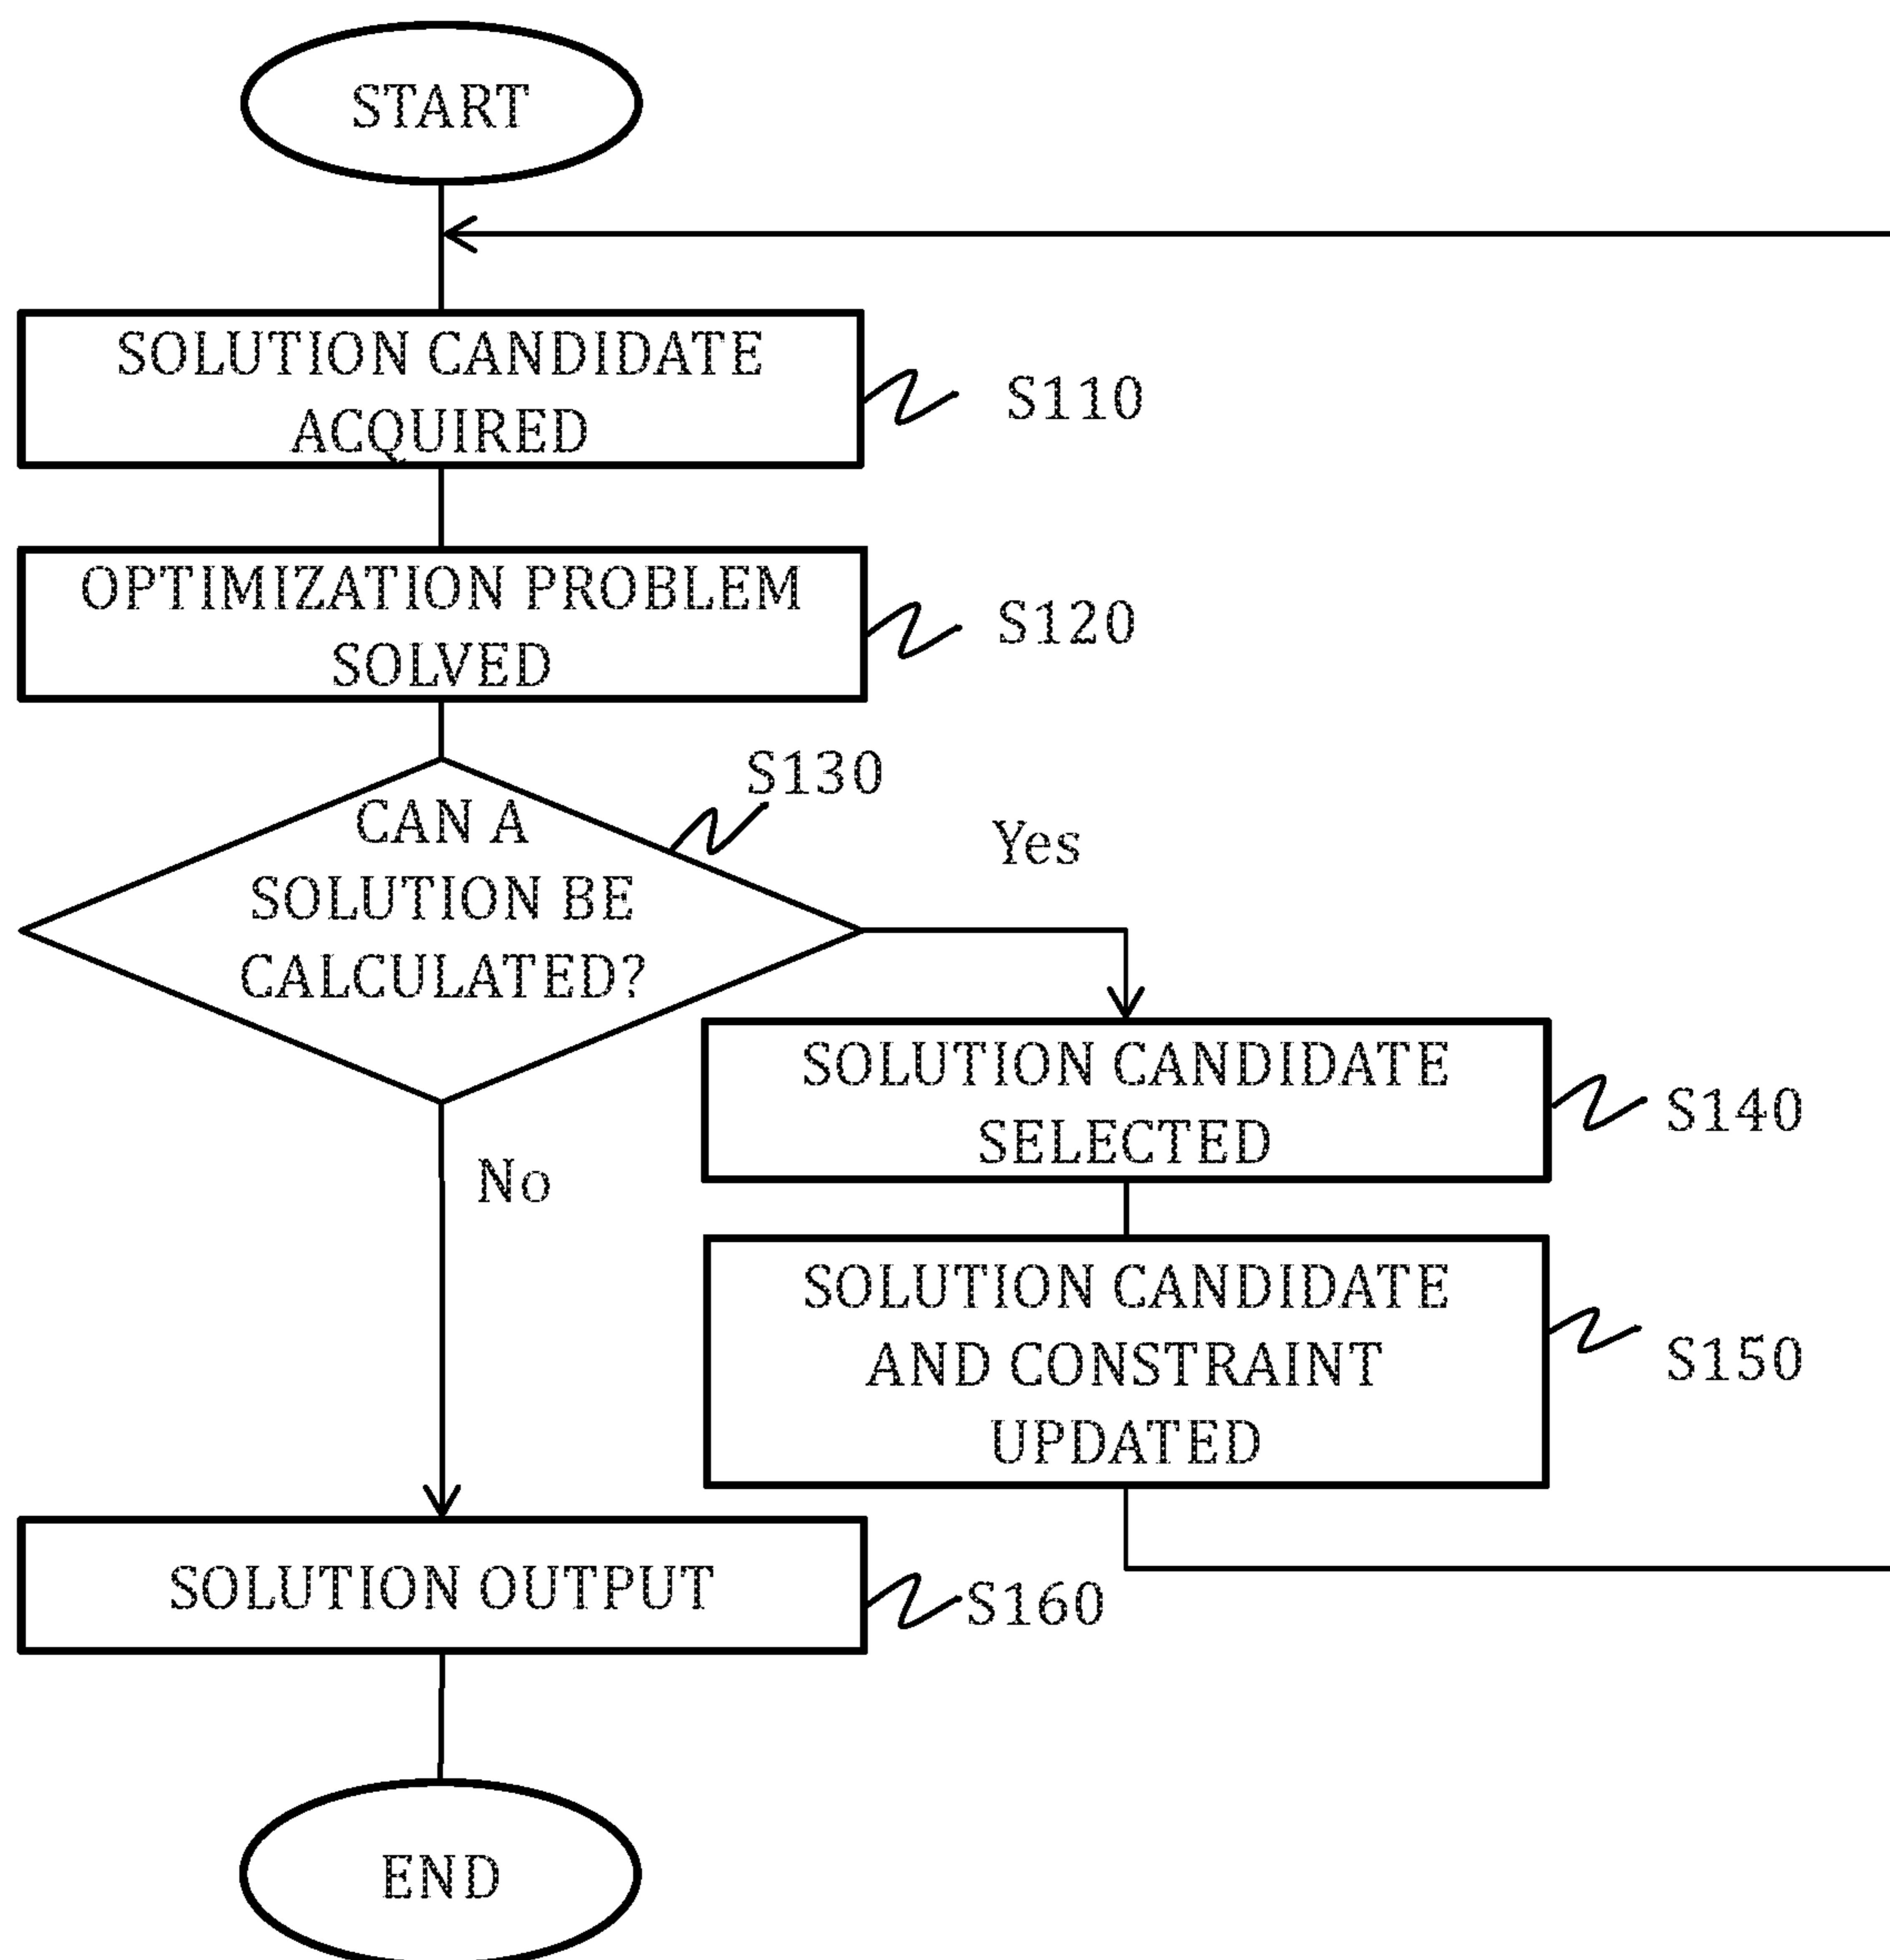 START
SOLUTION CANDIDATE
ACQUIRED
S110
OPTIMIZATION PROBLEM
SOLVED
S120
S130
CAN A
SOLUTION BE
CALCULATED?
Yes
No
SOLUTION CANDIDATE
SELECTED
S140
SOLUTION CANDIDATE
AND CONSTRAINT
UPDATED
S150
SOLUTION OUTPUT
S160
END